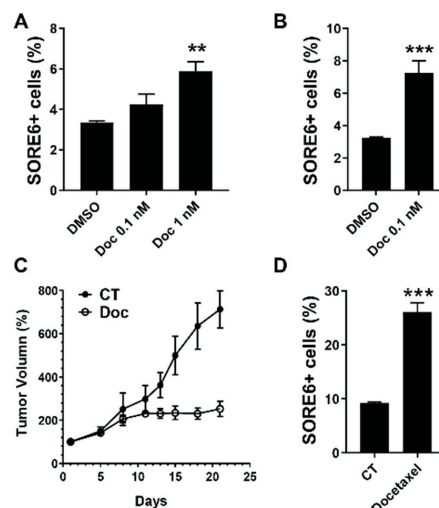 A
SORE6+ cells (%)
8
6
4
2
0
**
DMSO
Doc 0.1 nM
Doc 1 nM
B
SORE6+ cells (%)
10
8
6
4
2
0
***
DMSO
Doc 0.1 nM
C
CT
Doc
Tumor Volumn (%)
800
600
400
200
0
0 5 10 15 20 25
Days
D
SORE6+ cells (%)
30
20
10
0
***
CT
Docetaxel